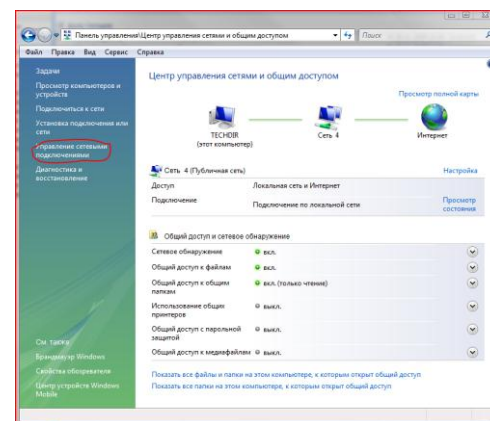 Панель управления\Центр управления сетями и общим доступом
Поиск
Файл Правка Вид Сервис Справка
Задачи
Просмотр компьютеров и
устройств
Подключиться к сети
Установка подключения или
сети
Управление сетевыми
подключениями
Диагностика и
восстановление
См. также
Брандмауэр Windows
Свойства обозревателя
Центр устройств Windows
Mobile
Центр управления сетями и общим доступом
Просмотр полной карты
TECHDIR
(этот компьютер)
Сеть 4
Интернет
Сеть 4 (Публичная сеть)
Настройка
Доступ
Локальная сеть и Интернет
Подключение
Подключение по локальной сети
Просмотр
состояния
Общий доступ и сетевое обнаружение
Сетевое обнаружение
вкл.
Общий доступ к файлам
вкл.
Общий доступ к общим
папкам
вкл. (только чтение)
Использование общих
принтеров
выкл.
Общий доступ с парольной
защитой
выкл.
Общий доступ к медиафайлам
выкл.
Показать все файлы и папки на этом компьютере, к которым открыт общий доступ
Показать все папки на этом компьютере, к которым открыт общий доступ